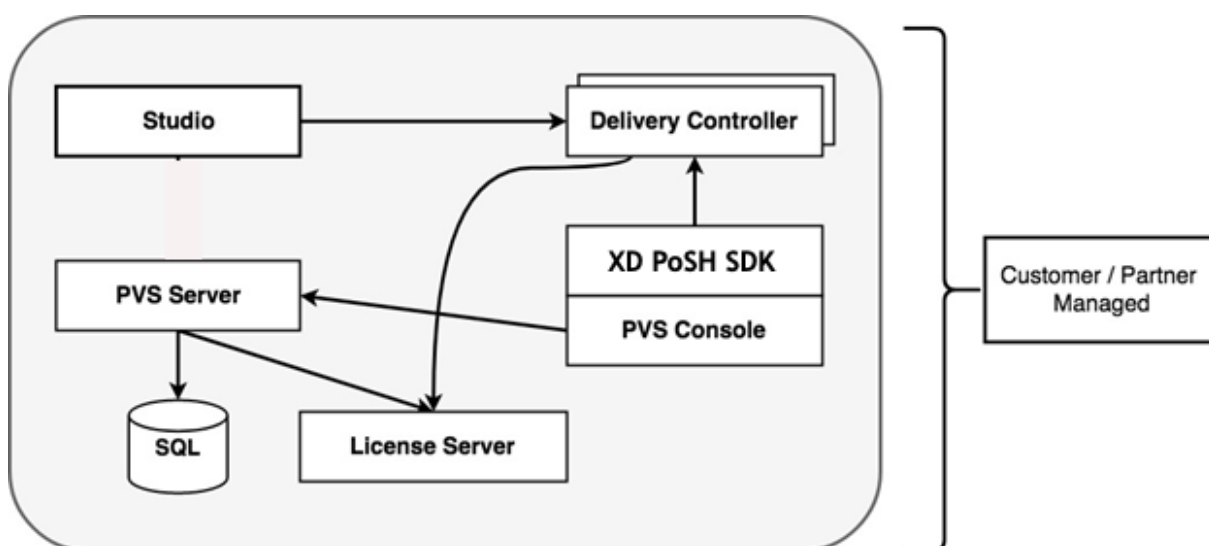 Studio
Delivery Controller
XD PoSH SDK
PVS Server
PVS Console
Customer / Partner
Managed
SQL
License Server